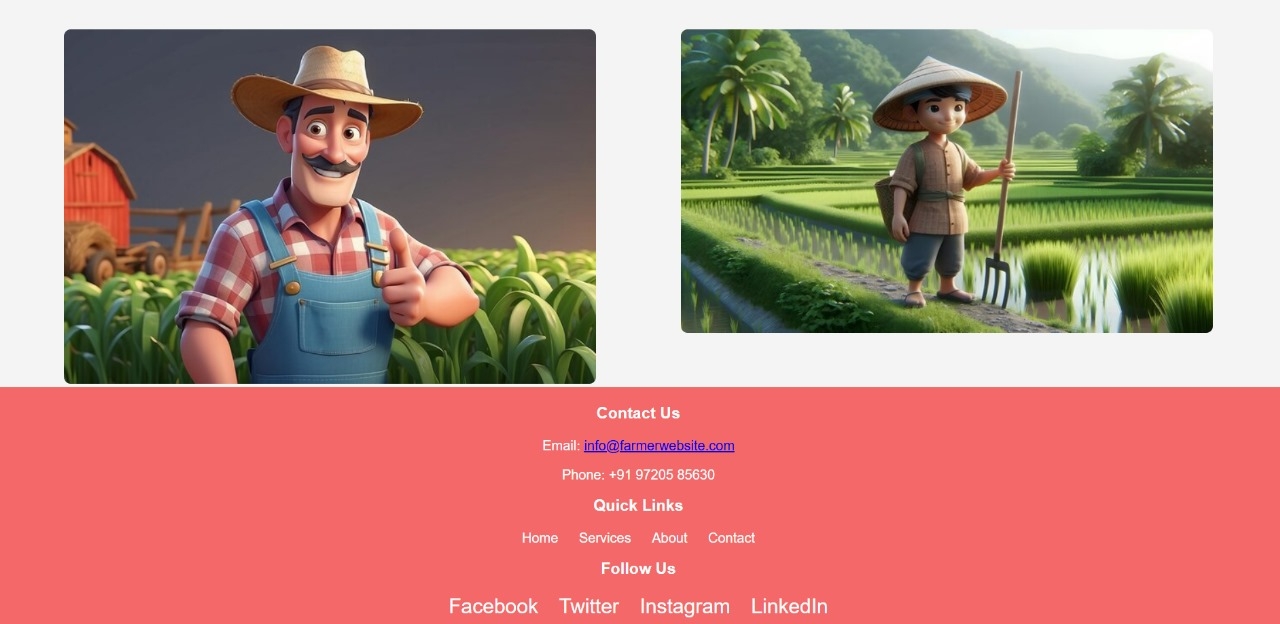 Contact Us
Email: info@farmerwebsite.com
Phone: +91 97205 85630
Quick Links
Home Services About Contact
Follow Us
Facebook Twitter Instagram LinkedIn